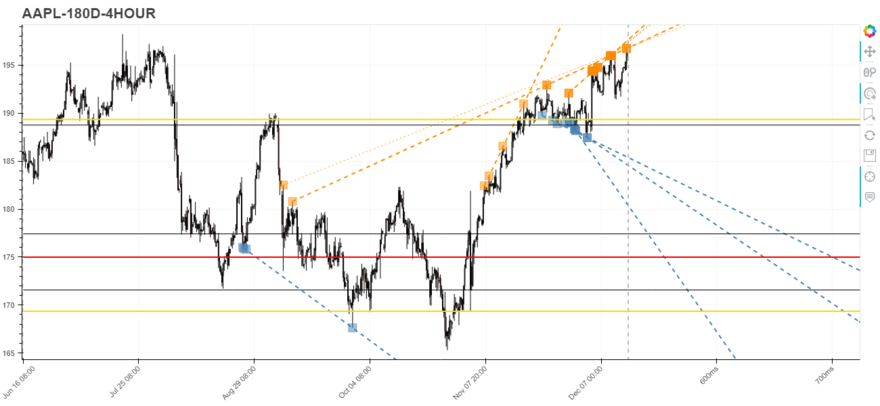 AAPL-180D-4HOUR
195
190
185
180
175
170
165
Jun 16 08:00
Jul 25 08:00
Aug 29 08:00
Oct 04 08:00
Nov 07 20:00
Dec 07 00:00
600ms
700ms